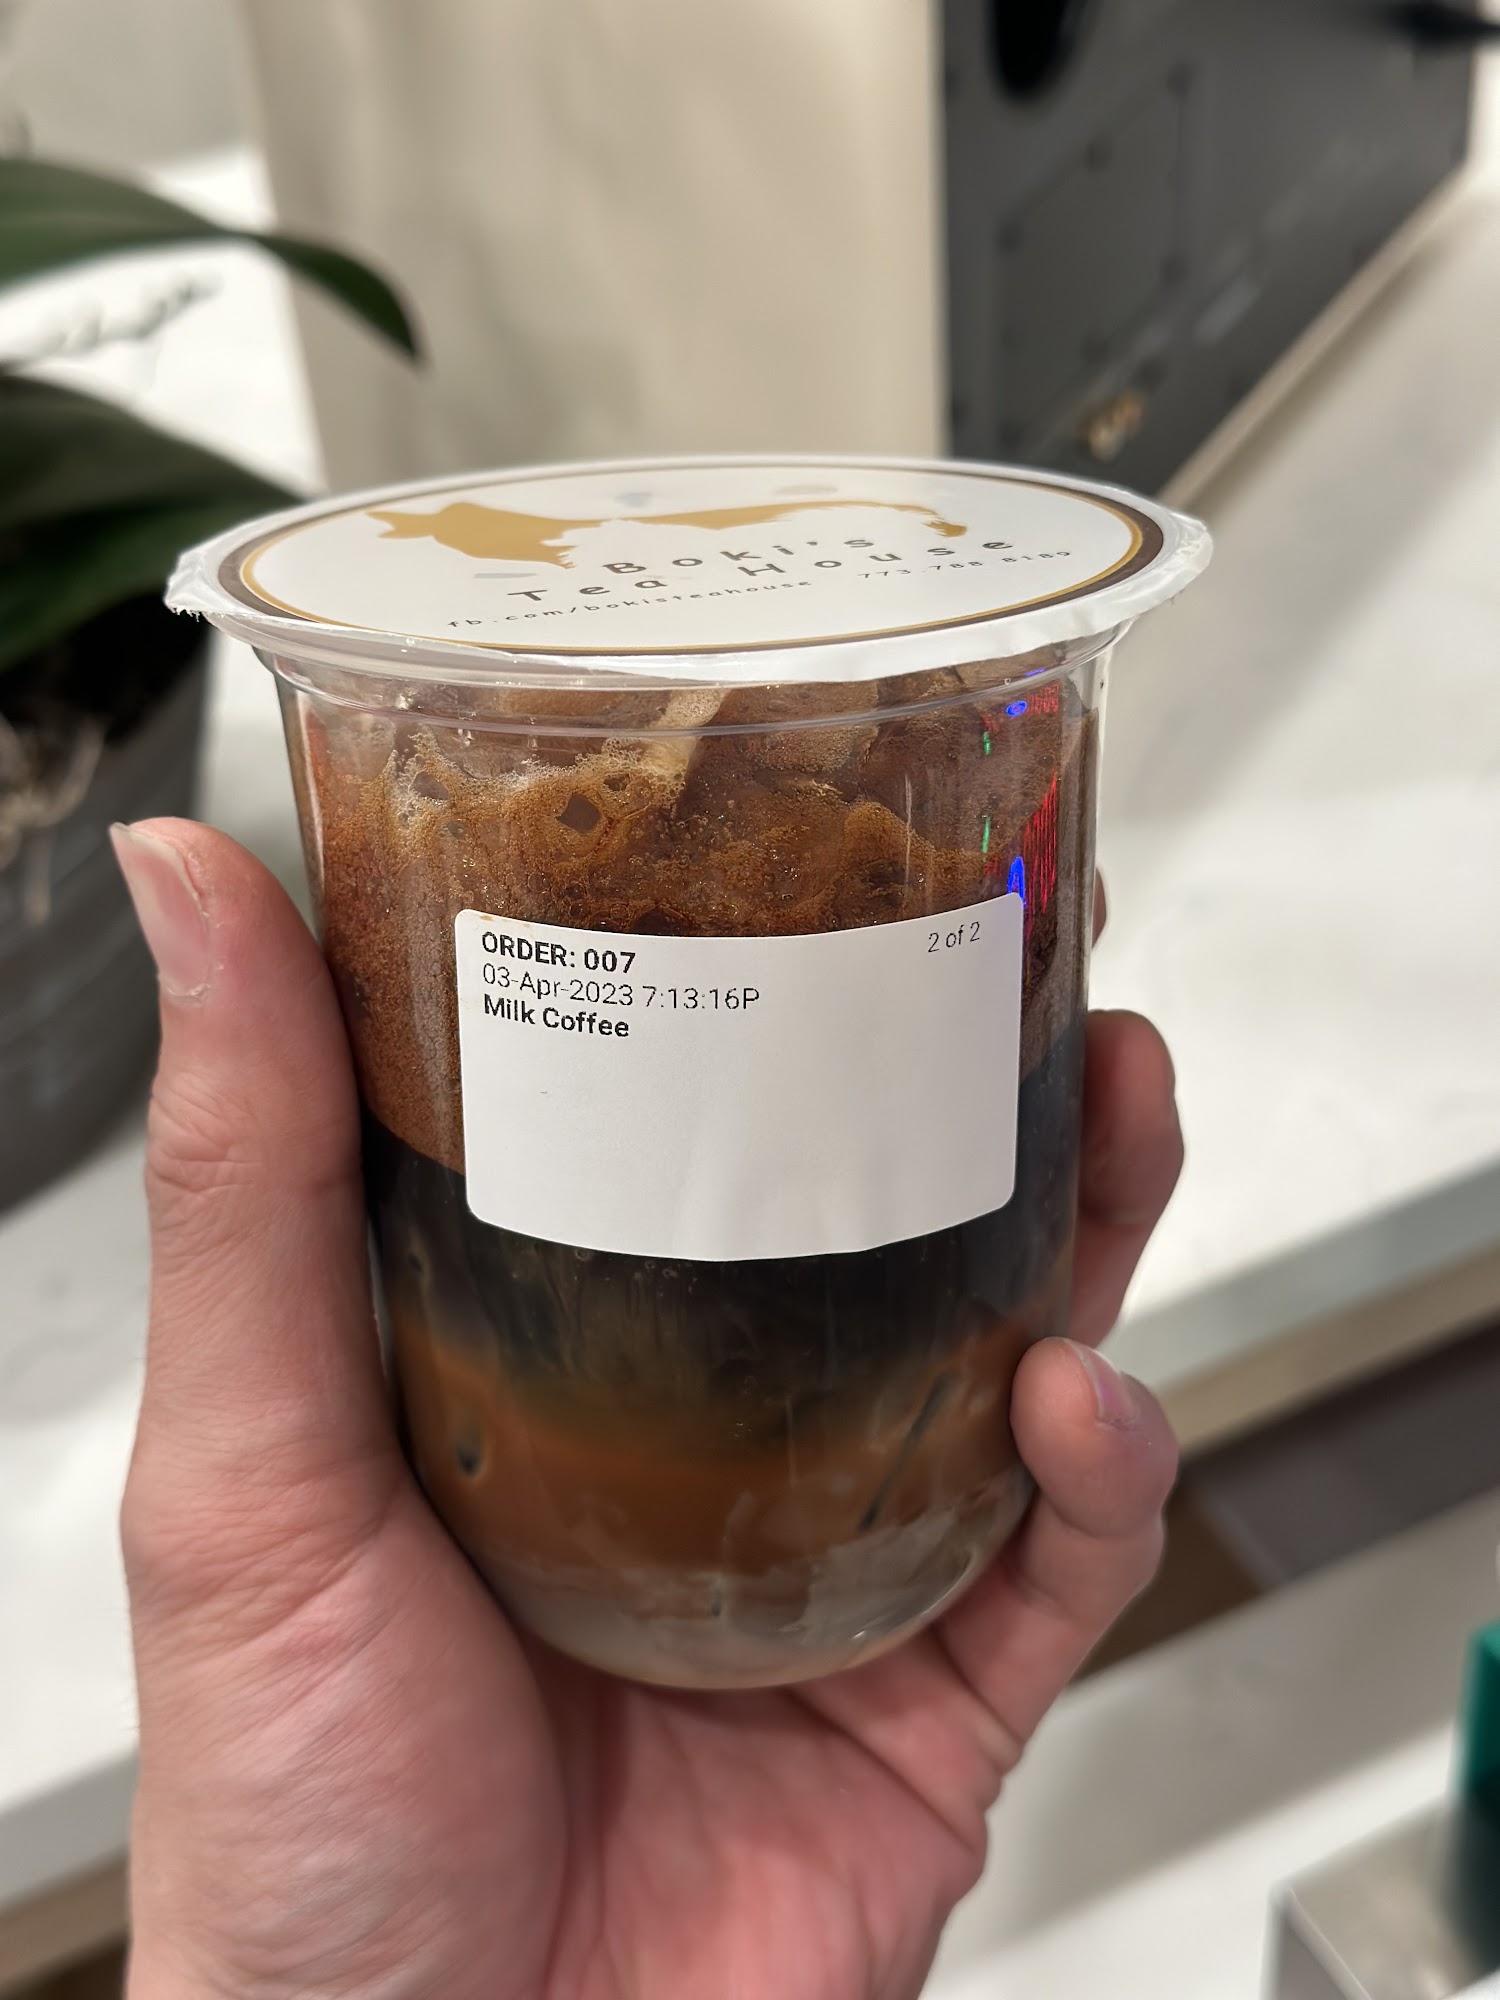 Boki's
Tea House
fb.com/bokisteahouse 773.788.8189
ORDER: 007 2 of 2
03-Apr-2023 7:13:16P
Milk Coffee